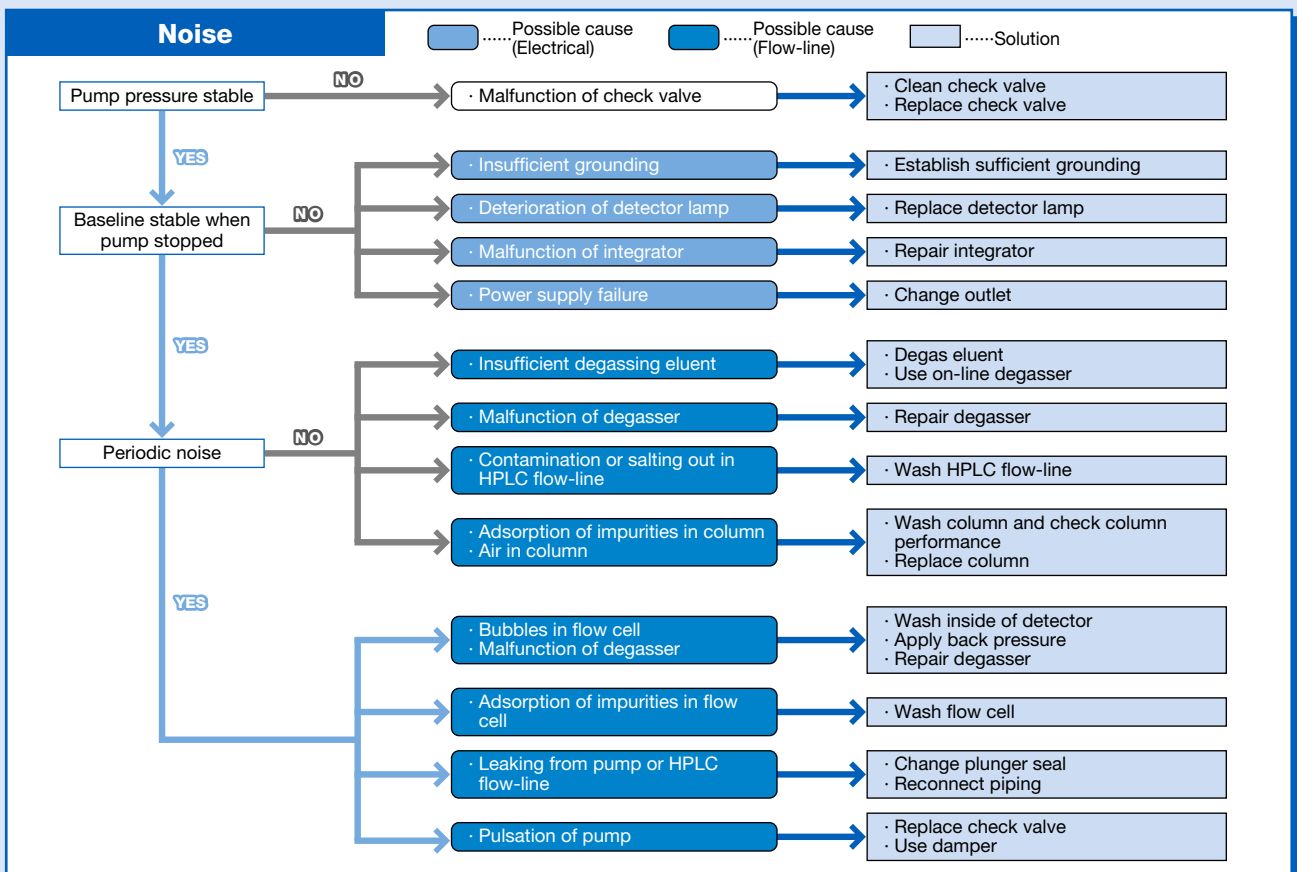 Noise
······Possible cause
(Electrical)
······Possible cause
(Flow-line)
······Solution
Pump pressure stable
NO
· Malfunction of check valve
· Clean check valve
· Replace check valve
YES
Baseline stable when
pump stopped
NO
· Insufficient grounding
· Establish sufficient grounding
· Deterioration of detector lamp
· Replace detector lamp
· Malfunction of integrator
· Repair integrator
· Power supply failure
· Change outlet
YES
Periodic noise
NO
· Insufficient degassing eluent
· Degas eluent
· Use on-line degasser
· Malfunction of degasser
· Repair degasser
· Contamination or salting out in
HPLC flow-line
· Wash HPLC flow-line
· Adsorption of impurities in column
· Air in column
· Wash column and check column
performance
· Replace column
YES
· Bubbles in flow cell
· Malfunction of degasser
· Wash inside of detector
· Apply back pressure
· Repair degasser
· Adsorption of impurities in flow
cell
· Wash flow cell
· Leaking from pump or HPLC
flow-line
· Change plunger seal
· Reconnect piping
· Pulsation of pump
· Replace check valve
· Use damper